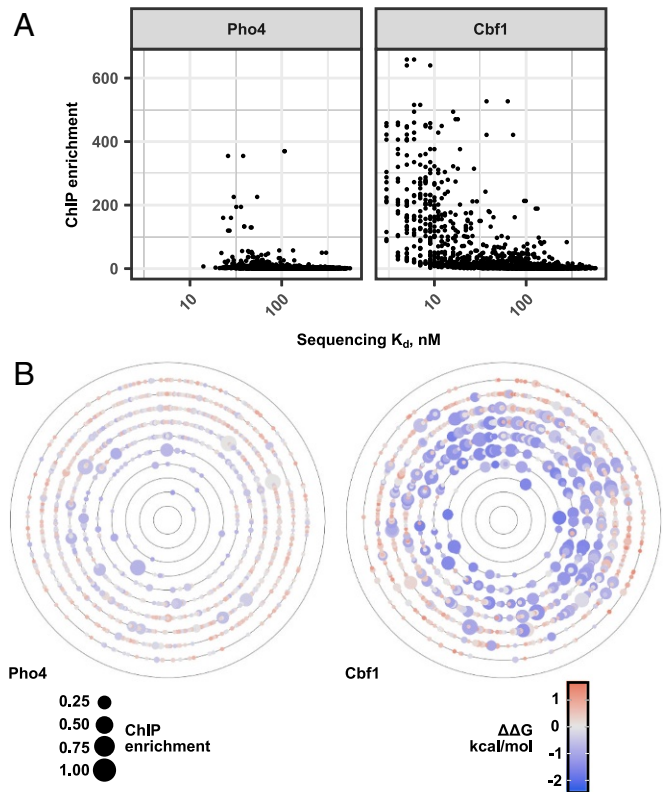 A
Pho4
Cbf1
ChIP enrichment
600
400
200
0
10
100
10
100
Sequencing Kd, nM
B
Pho4
Cbf1
0.25
0.50
0.75
1.00
ChIP
enrichment
ΔΔG
kcal/mol
1
0
-1
-2